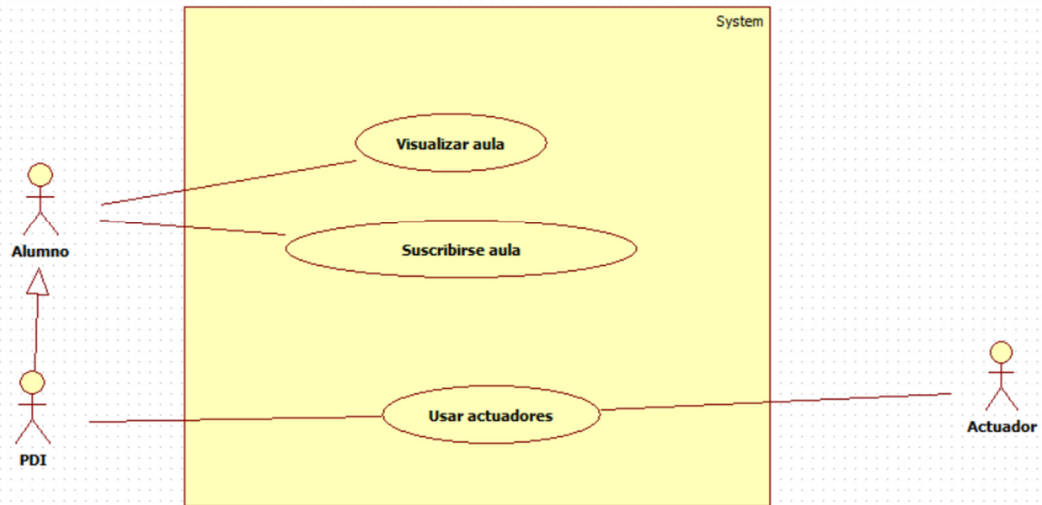 System
Visualizar aula
Alumno
Suscribirse aula
Usar actuadores
Actuador
PDI